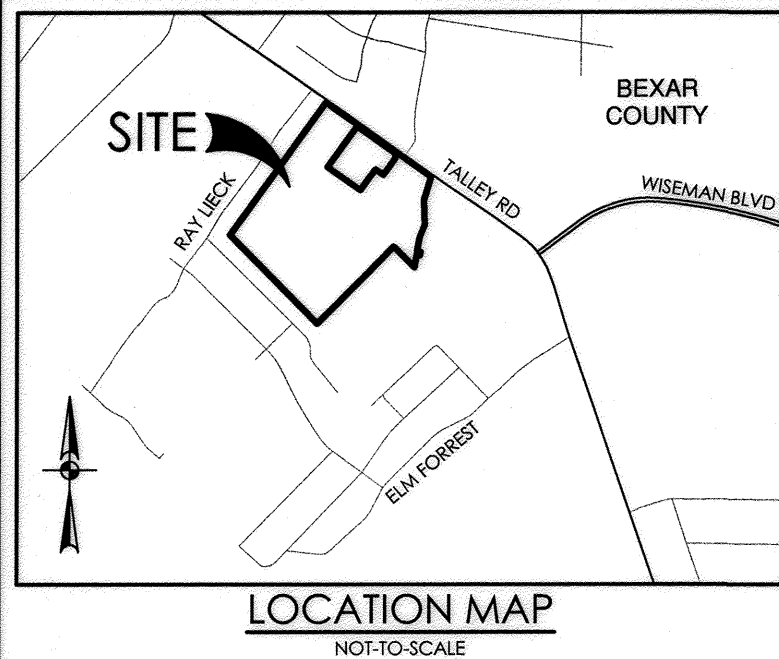 BEXAR
COUNTY
SITE
TALLEY RD
WISEMAN BLVD
RAY LIECK
ELM FORREST
LOCATION MAP
NOT-TO-SCALE